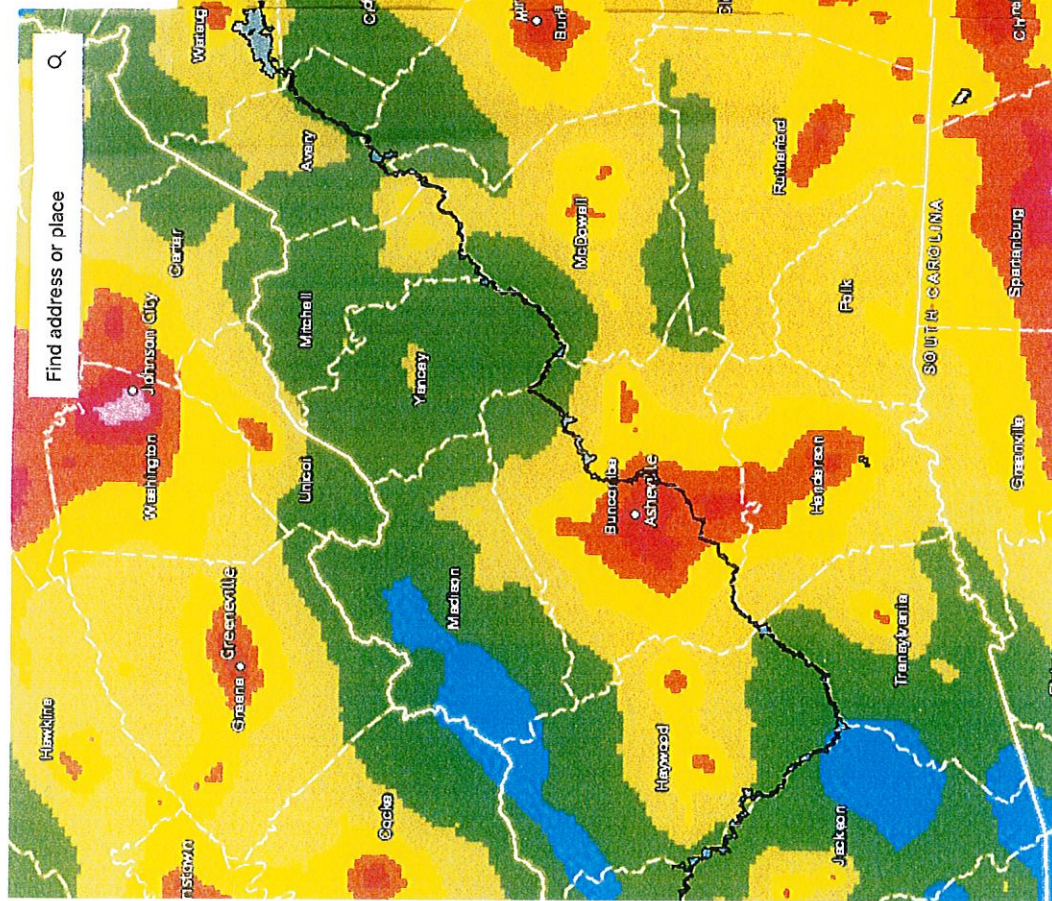 Find address or place
Hawkins
Greene
Greeneville
Washington
Johnson City
Carter
Unicoi
Cocke
Madison
Yancey
Mitchell
Avery
Haywood
Buncombe
Asheville
McDowell
Jackson
Transylvania
Henderson
Polk
Rutherford
SOUTH CAROLINA
Greenville
Spartanburg